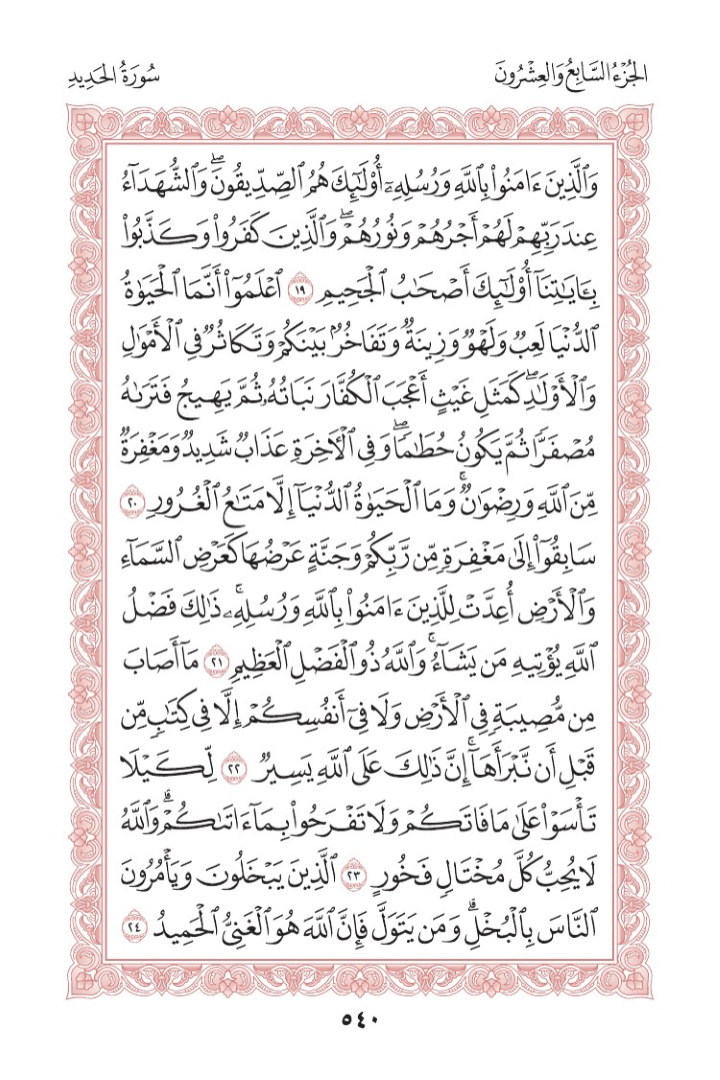 الجُزْءُ السَّابِعُ وَالعِشْرُونَ
سُورَةُ الحَدِيدِ
وَٱلَّذِينَ ءَامَنُوا۟ بِٱللَّهِ وَرُسُلِهِۦٓ أُو۟لَٰٓئِكَ هُمُ ٱلصِّدِّيقُونَۖ وَٱلشُّهَدَآءُ
عِندَ رَبِّهِمْ لَهُمْ أَجْرُهُمْ وَنُورُهُمْۖ وَٱلَّذِينَ كَفَرُوا۟ وَكَذَّبُوا۟
بِـَٔايَٰتِنَآ أُو۟لَٰٓئِكَ أَصْحَٰبُ ٱلْجَحِيمِ ١٩ ٱعْلَمُوٓا۟ أَنَّمَا ٱلْحَيَوٰةُ
ٱلدُّنْيَا لَعِبٌ وَلَهْوٌ وَزِينَةٌ وَتَفَاخُرٌۢ بَيْنَكُمْ وَتَكَاثُرٌ فِى ٱلْأَمْوَٰلِ
وَٱلْأَوْلَٰدِۖ كَمَثَلِ غَيْثٍ أَعْجَبَ ٱلْكُفَّارَ نَبَاتُهُۥ ثُمَّ يَهِيجُ فَتَرَىٰهُ
مُصْفَرًّا ثُمَّ يَكُونُ حُطَٰمًاۖ وَفِى ٱلْـَٔاخِرَةِ عَذَابٌ شَدِيدٌ وَمَغْفِرَةٌ
مِّنَ ٱللَّهِ وَرِضْوَٰنٌۚ وَمَا ٱلْحَيَوٰةُ ٱلدُّنْيَآ إِلَّا مَتَٰعُ ٱلْغُرُورِ ٢٠
سَابِقُوٓا۟ إِلَىٰ مَغْفِرَةٍ مِّن رَّبِّكُمْ وَجَنَّةٍ عَرْضُهَا كَعَرْضِ ٱلسَّمَآءِ
وَٱلْأَرْضِ أُعِدَّتْ لِلَّذِينَ ءَامَنُوا۟ بِٱللَّهِ وَرُسُلِهِۦۚ ذَٰلِكَ فَضْلُ
ٱللَّهِ يُؤْتِيهِ مَن يَشَآءُۚ وَٱللَّهُ ذُو ٱلْفَضْلِ ٱلْعَظِيمِ ٢١ مَآ أَصَابَ
مِن مُّصِيبَةٍ فِى ٱلْأَرْضِ وَلَا فِىٓ أَنفُسِكُمْ إِلَّا فِى كِتَٰبٍ مِّن
قَبْلِ أَن نَّبْرَأَهَآۚ إِنَّ ذَٰلِكَ عَلَى ٱللَّهِ يَسِيرٌ ٢٢ لِّكَيْلَا
تَأْسَوْا۟ عَلَىٰ مَا فَاتَكُمْ وَلَا تَفْرَحُوا۟ بِمَآ ءَاتَىٰكُمْۗ وَٱللَّهُ
لَا يُحِبُّ كُلَّ مُخْتَالٍ فَخُورٍ ٢٣ ٱلَّذِينَ يَبْخَلُونَ وَيَأْمُرُونَ
ٱلنَّاسَ بِٱلْبُخْلِۗ وَمَن يَتَوَلَّ فَإِنَّ ٱللَّهَ هُوَ ٱلْغَنِىُّ ٱلْحَمِيدُ ٢٤
٥٤٠